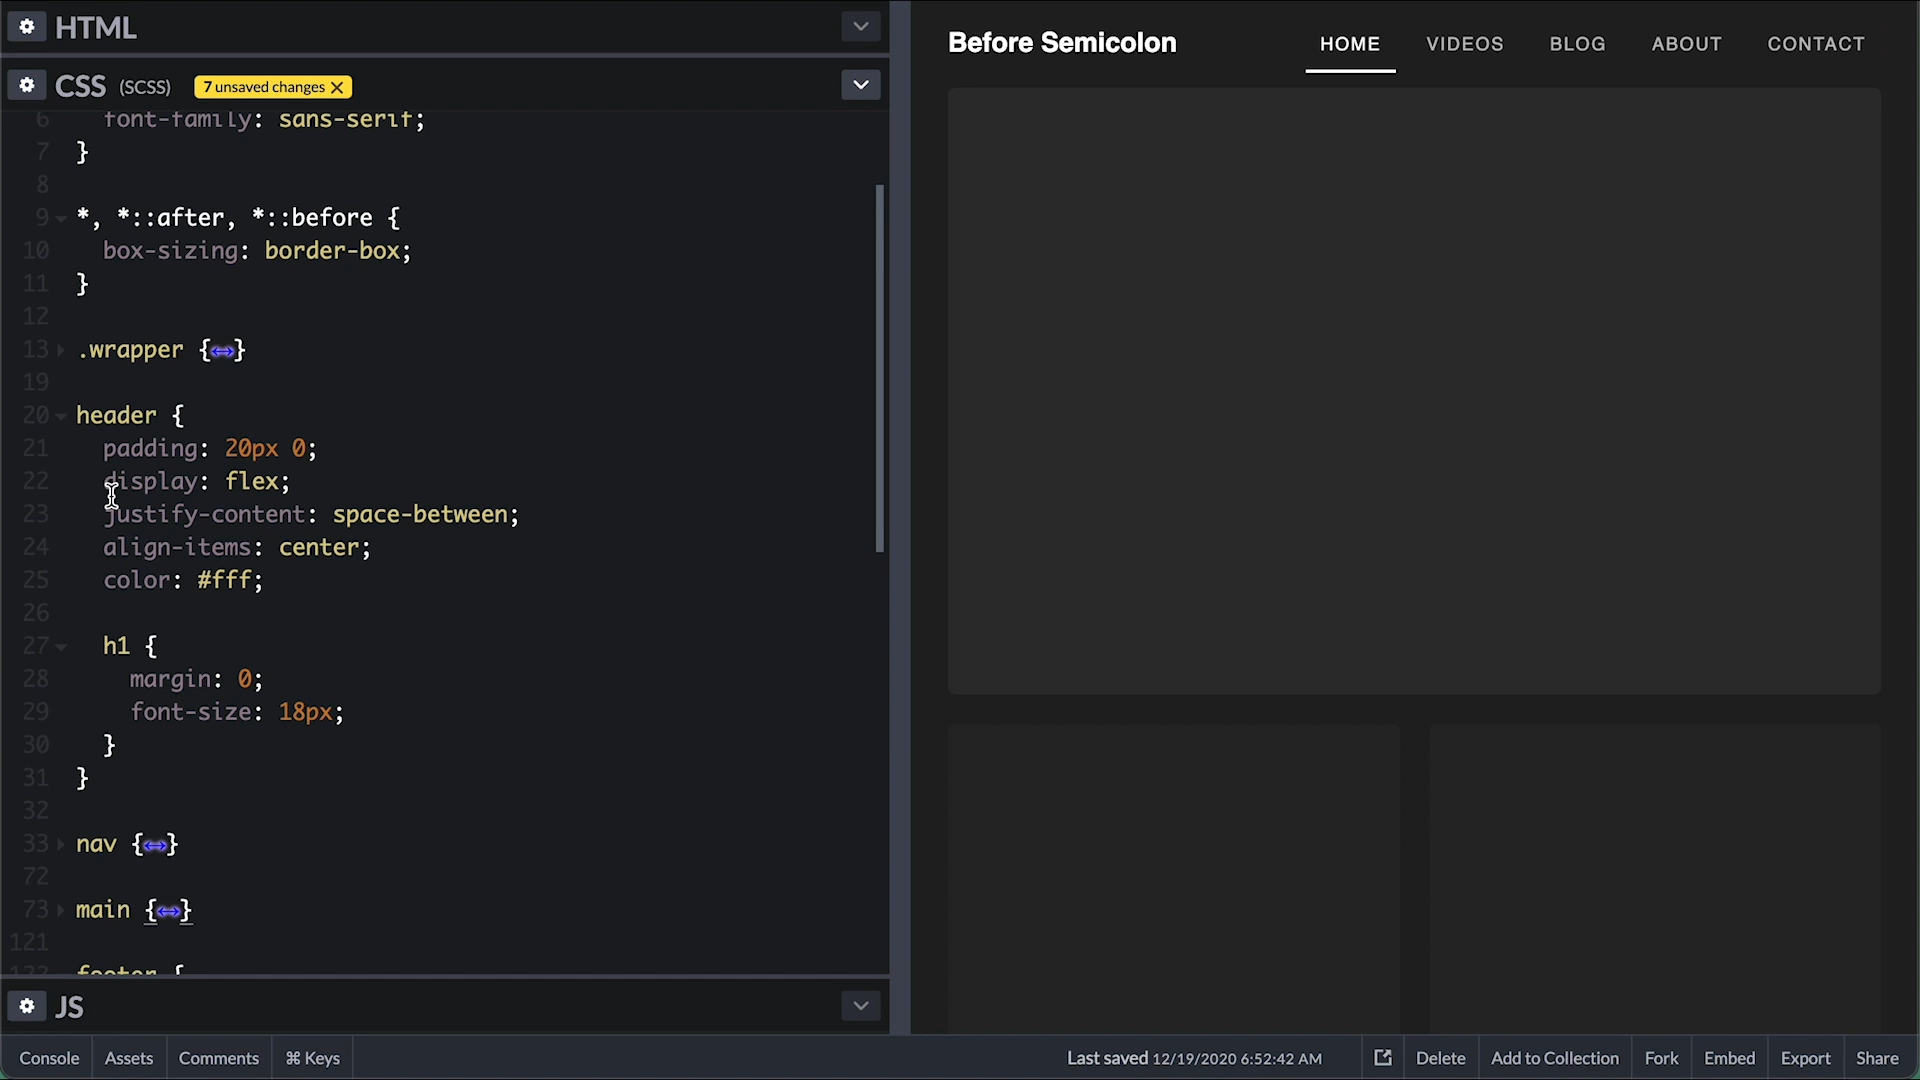 HTML
CSS (SCSS) 7 unsaved changes
6 font-family: sans-serif;
7 }
8
9 *, *::after, *::before {
10 box-sizing: border-box;
11 }
12
13 .wrapper {↔}
19
20 header {
21 padding: 20px 0;
22 display: flex;
23 justify-content: space-between;
24 align-items: center;
25 color: #fff;
26
27 h1 {
28 margin: 0;
29 font-size: 18px;
30 }
31 }
32
33 nav {↔}
72
73 main {↔}
121
122 footer {
JS
Before Semicolon HOME VIDEOS BLOG ABOUT CONTACT
Console Assets Comments ⌘ Keys Last saved 12/19/2020 6:52:42 AM Delete Add to Collection Fork Embed Export Share